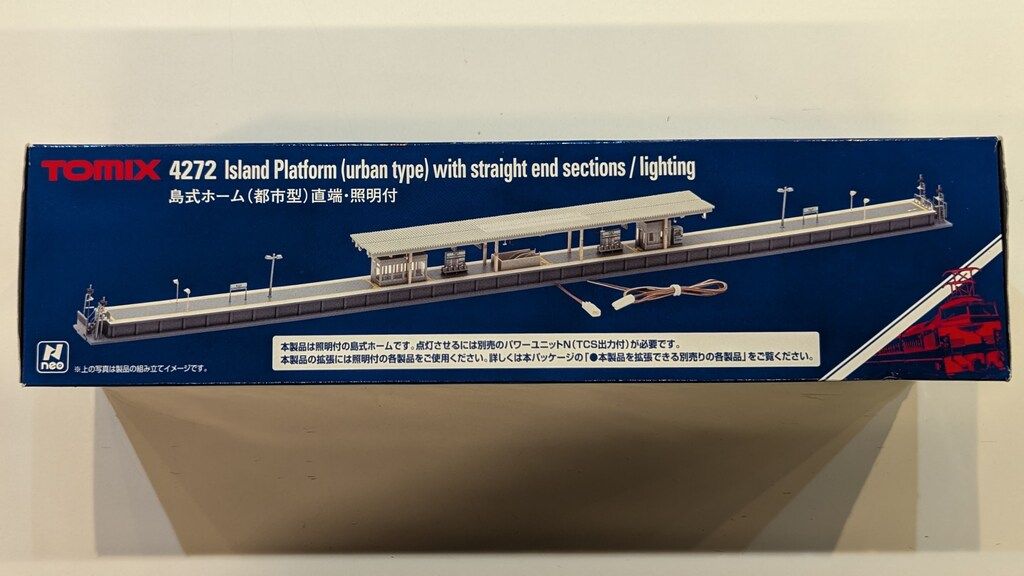 TOMIX 4272 Island Platform (urban type) with straight end sections / lighting
島式ホーム(都市型)直端・照明付
本製品は照明付の島式ホームです。点灯させるには別売のパワーユニットN(TCS出力付)が必要です。
本製品の拡張には照明付の各製品をご使用ください。詳しくは本パッケージの「●本製品を拡張できる別売りの各製品」をご覧ください。
N neo
※上の写真は製品の組み立てイメージです。